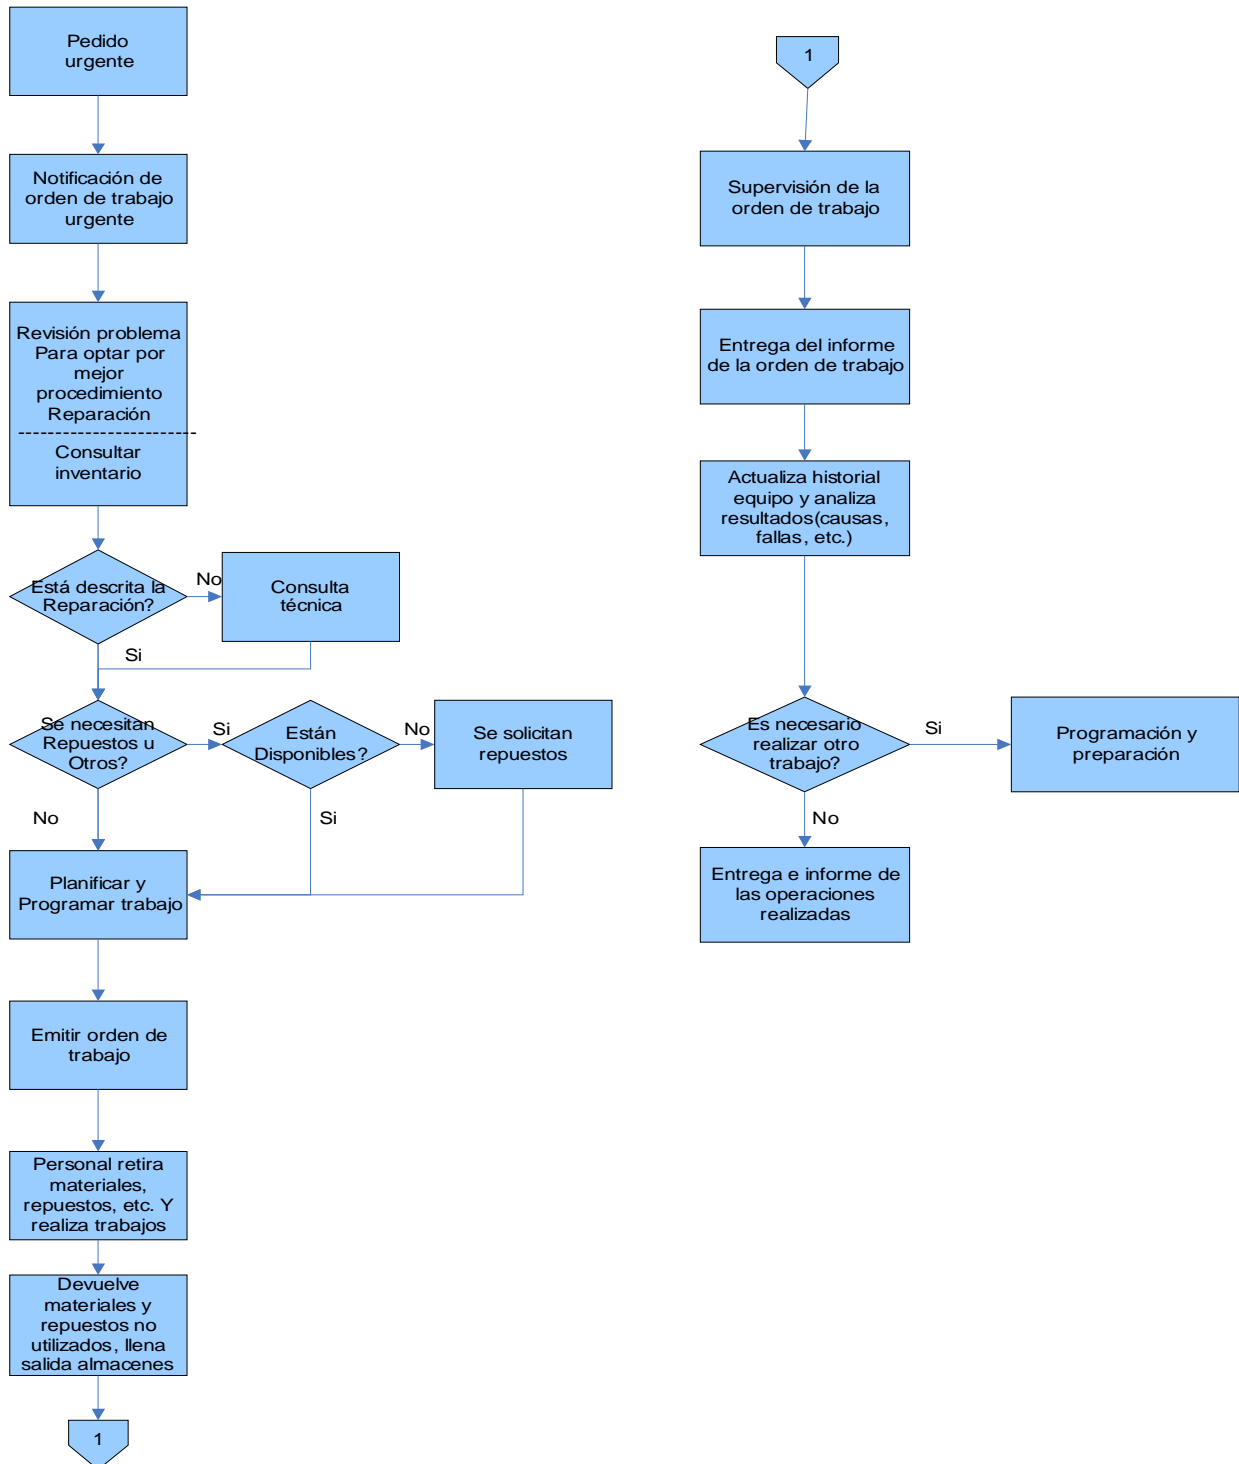 Pedido
urgente
Notificación de
orden de trabajo
urgente
Revisión problema
Para optar por
mejor
procedimiento
Reparación
Consultar
inventario
Está descrita la
Reparación?
No
Consulta
técnica
Si
Se necesitan
Repuestos u
Otros?
Si
Están
Disponibles?
No
Se solicitan
repuestos
No
Si
Planificar y
Programar trabajo
Emitir orden de
trabajo
Personal retira
materiales,
repuestos, etc. Y
realiza trabajos
Devuelve
materiales y
repuestos no
utilizados, llena
salida almacenes
1
1
Supervisión de la
orden de trabajo
Entrega del informe
de la orden de trabajo
Actualiza historial
equipo y analiza
resultados(causas,
fallas, etc.)
Es necesario
realizar otro
trabajo?
Si
Programación y
preparación
No
Entrega e informe de
las operaciones
realizadas